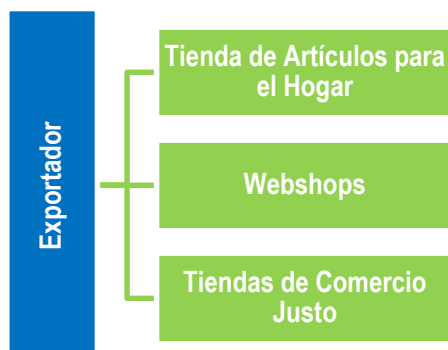 Exportador
Tienda de Artículos para
el Hogar
Webshops
Tiendas de Comercio
Justo